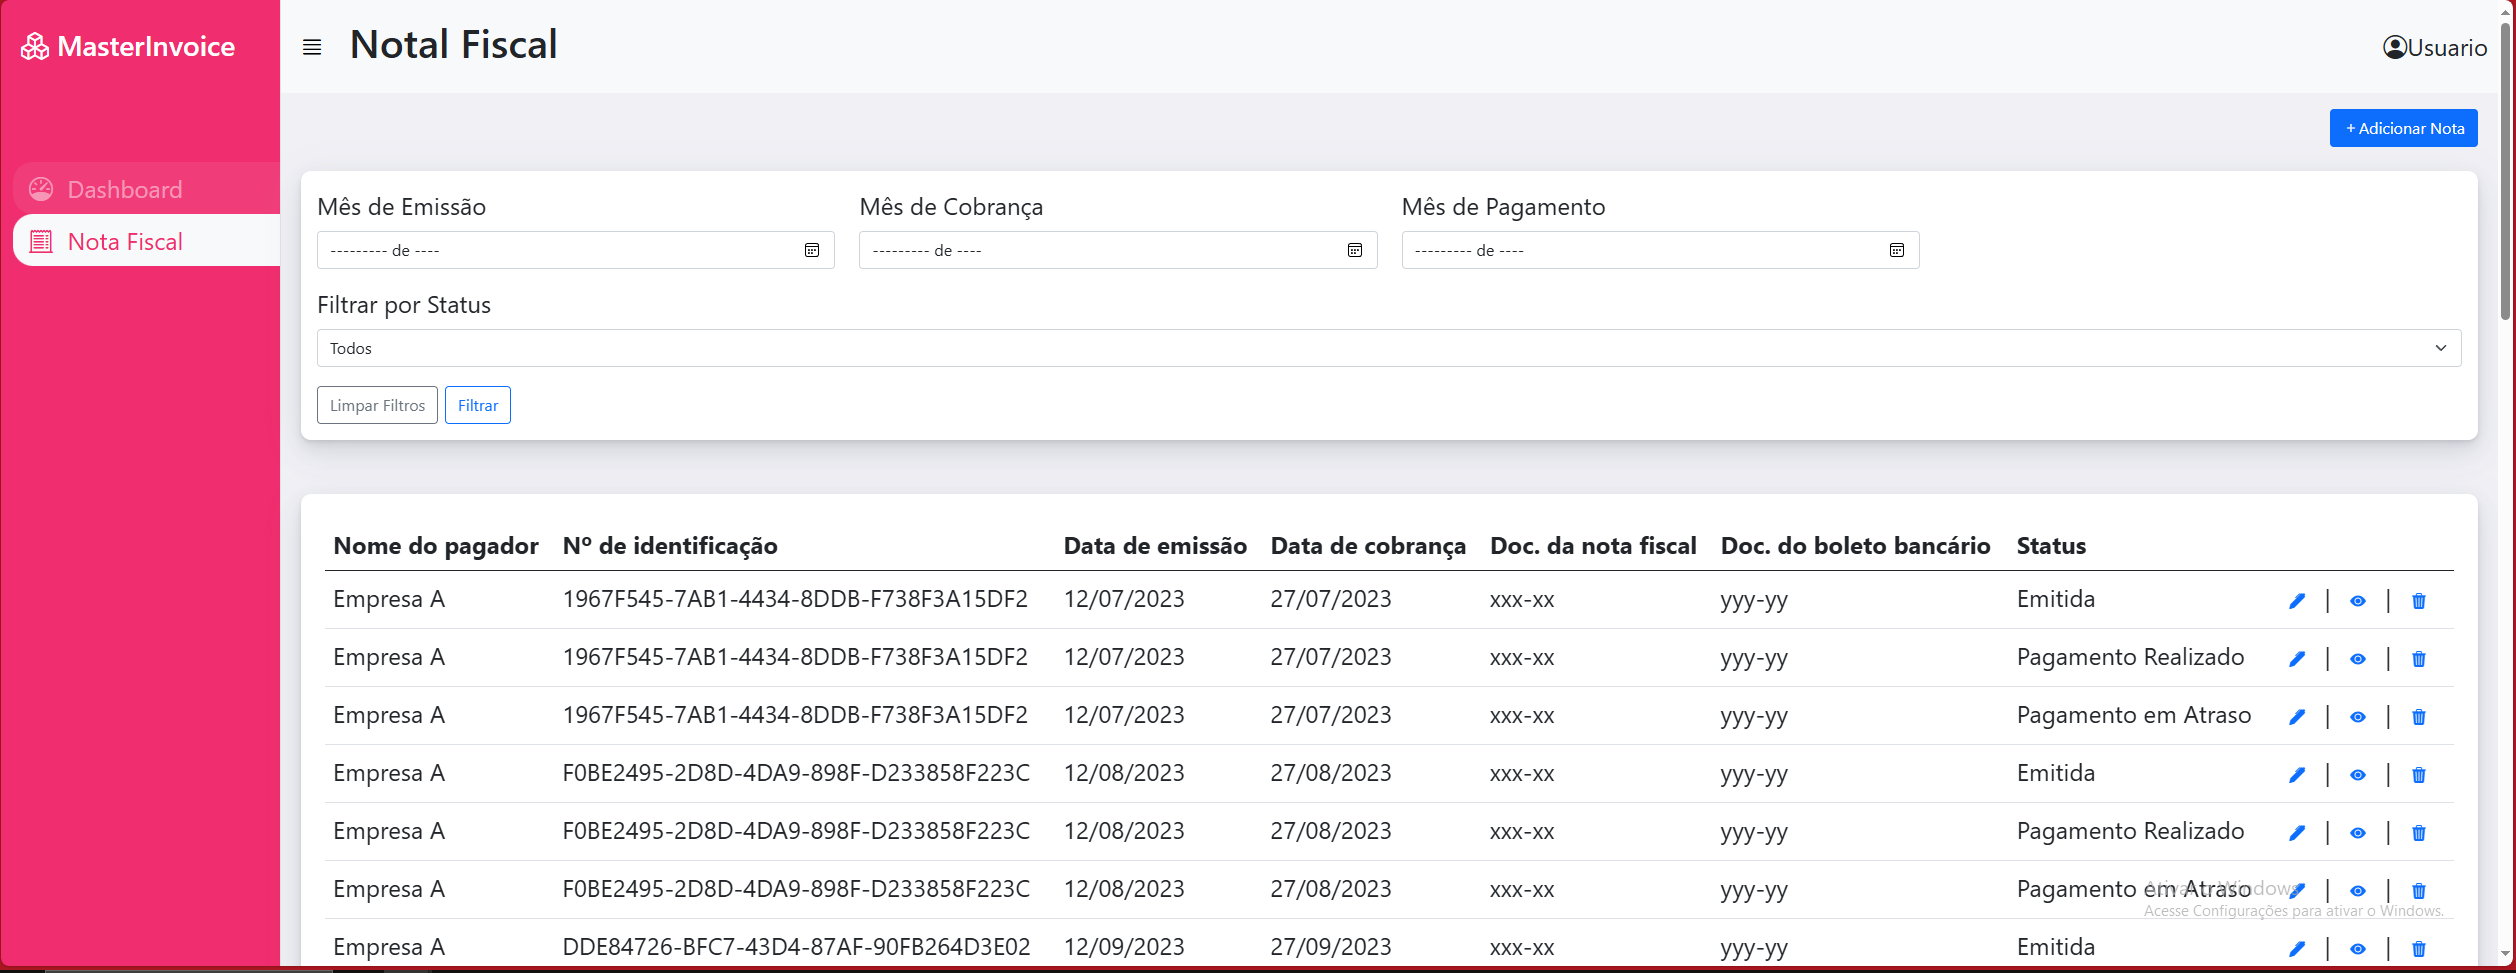 MasterInvoice
Notal Fiscal
Usuario
+ Adicionar Nota
Dashboard
Nota Fiscal
Mês de Emissão Mês de Cobrança Mês de Pagamento
--------- de ---- --------- de ---- --------- de ----
Filtrar por Status
Todos
Limpar Filtros Filtrar
Nome do pagador Nº de identificação Data de emissão Data de cobrança Doc. da nota fiscal Doc. do boleto bancário Status
Empresa A 1967F545-7AB1-4434-8DDB-F738F3A15DF2 12/07/2023 27/07/2023 xxx-xx yyy-yy Emitida | |
Empresa A 1967F545-7AB1-4434-8DDB-F738F3A15DF2 12/07/2023 27/07/2023 xxx-xx yyy-yy Pagamento Realizado | |
Empresa A 1967F545-7AB1-4434-8DDB-F738F3A15DF2 12/07/2023 27/07/2023 xxx-xx yyy-yy Pagamento em Atraso | |
Empresa A F0BE2495-2D8D-4DA9-898F-D233858F223C 12/08/2023 27/08/2023 xxx-xx yyy-yy Emitida | |
Empresa A F0BE2495-2D8D-4DA9-898F-D233858F223C 12/08/2023 27/08/2023 xxx-xx yyy-yy Pagamento Realizado | |
Empresa A F0BE2495-2D8D-4DA9-898F-D233858F223C 12/08/2023 27/08/2023 xxx-xx yyy-yy Pagamento em Atraso | |
Ativar o Windows
Acesse Configurações para ativar o Windows.
Empresa A DDE84726-BFC7-43D4-87AF-90FB264D3E02 12/09/2023 27/09/2023 xxx-xx yyy-yy Emitida | |